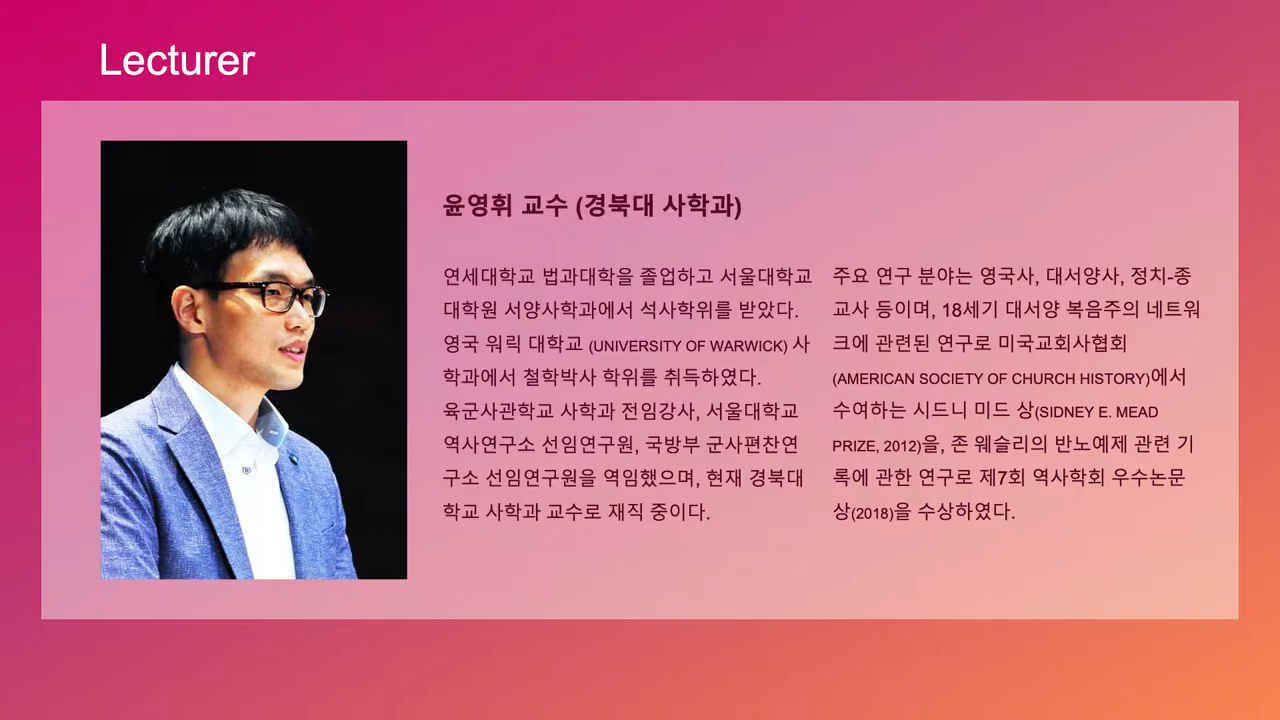 Lecturer
윤영휘 교수 (경북대 사학과)
연세대학교 법과대학을 졸업하고 서울대학교
대학원 서양사학과에서 석사학위를 받았다.
영국 워릭 대학교 (UNIVERSITY OF WARWICK) 사
학과에서 철학박사 학위를 취득하였다.
육군사관학교 사학과 전임강사, 서울대학교
역사연구소 선임연구원, 국방부 군사편찬연
구소 선임연구원을 역임했으며, 현재 경북대
학교 사학과 교수로 재직 중이다.
주요 연구 분야는 영국사, 대서양사, 정치-종
교사 등이며, 18세기 대서양 복음주의 네트워
크에 관련된 연구로 미국교회사협회
(AMERICAN SOCIETY OF CHURCH HISTORY)에서
수여하는 시드니 미드 상(SIDNEY E. MEAD
PRIZE, 2012)을, 존 웨슬리의 반노예제 관련 기
록에 관한 연구로 제7회 역사학회 우수논문
상(2018)을 수상하였다.